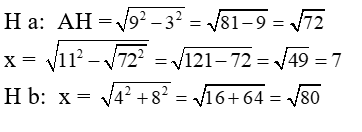 H a: AH = √(9² – 3²) = √(81 – 9) = √72
x = √(11² – √72²) = √(121 – 72) = √49 = 7
H b: x = √(4² + 8²) = √(16 + 64) = √80